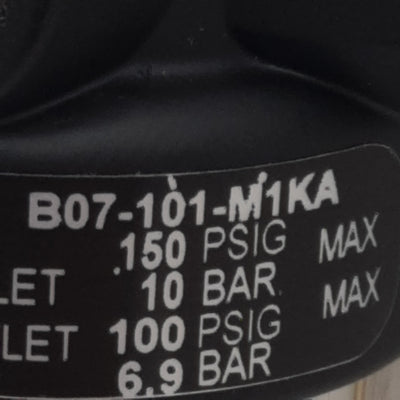 B07-101-M1KA
150 PSIG MAX
LET 10 BAR
100 PSIG MAX
LET 6.9 BAR